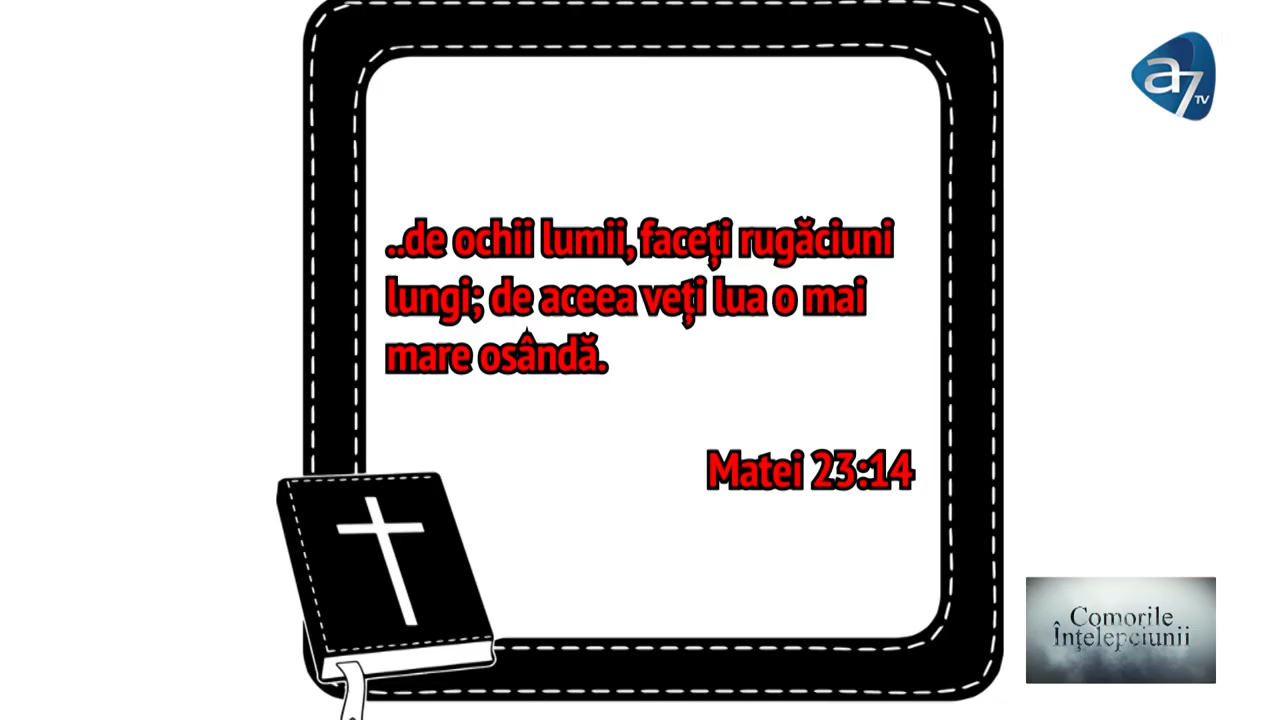 a7 TV
..de ochii lumii, faceți rugăciuni
lungi; de aceea veți lua o mai
mare osândă.
Matei 23:14
Comorile
Înțelepciunii